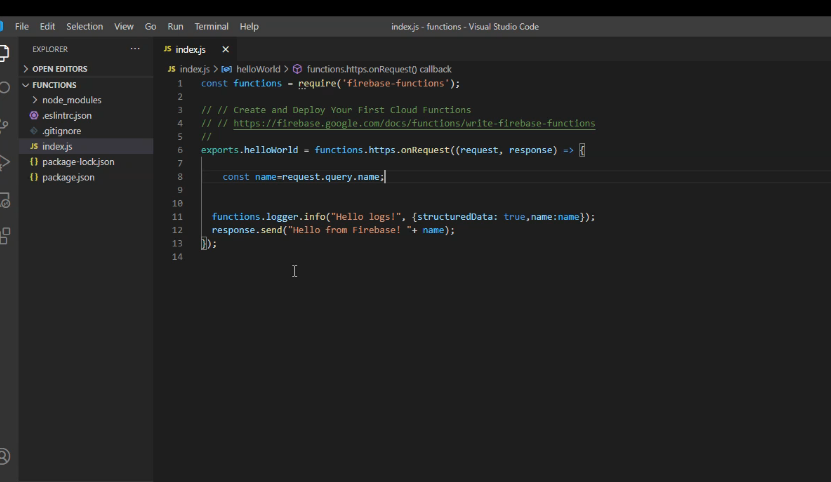 File Edit Selection View Go Run Terminal Help
index.js - functions - Visual Studio Code
EXPLORER ···
OPEN EDITORS
FUNCTIONS
node_modules
.eslintrc.json
.gitignore
JS index.js
{} package-lock.json
{} package.json
JS index.js ×
JS index.js > helloWorld > functions.https.onRequest() callback
1 const functions = require('firebase-functions');
2
3 // // Create and Deploy Your First Cloud Functions
4 // // https://firebase.google.com/docs/functions/write-firebase-functions
5 //
6 exports.helloWorld = functions.https.onRequest((request, response) => {
7
8 const name=request.query.name;
9
10
11 functions.logger.info("Hello logs!", {structuredData: true,name:name});
12 response.send("Hello from Firebase! "+ name);
13 });
14